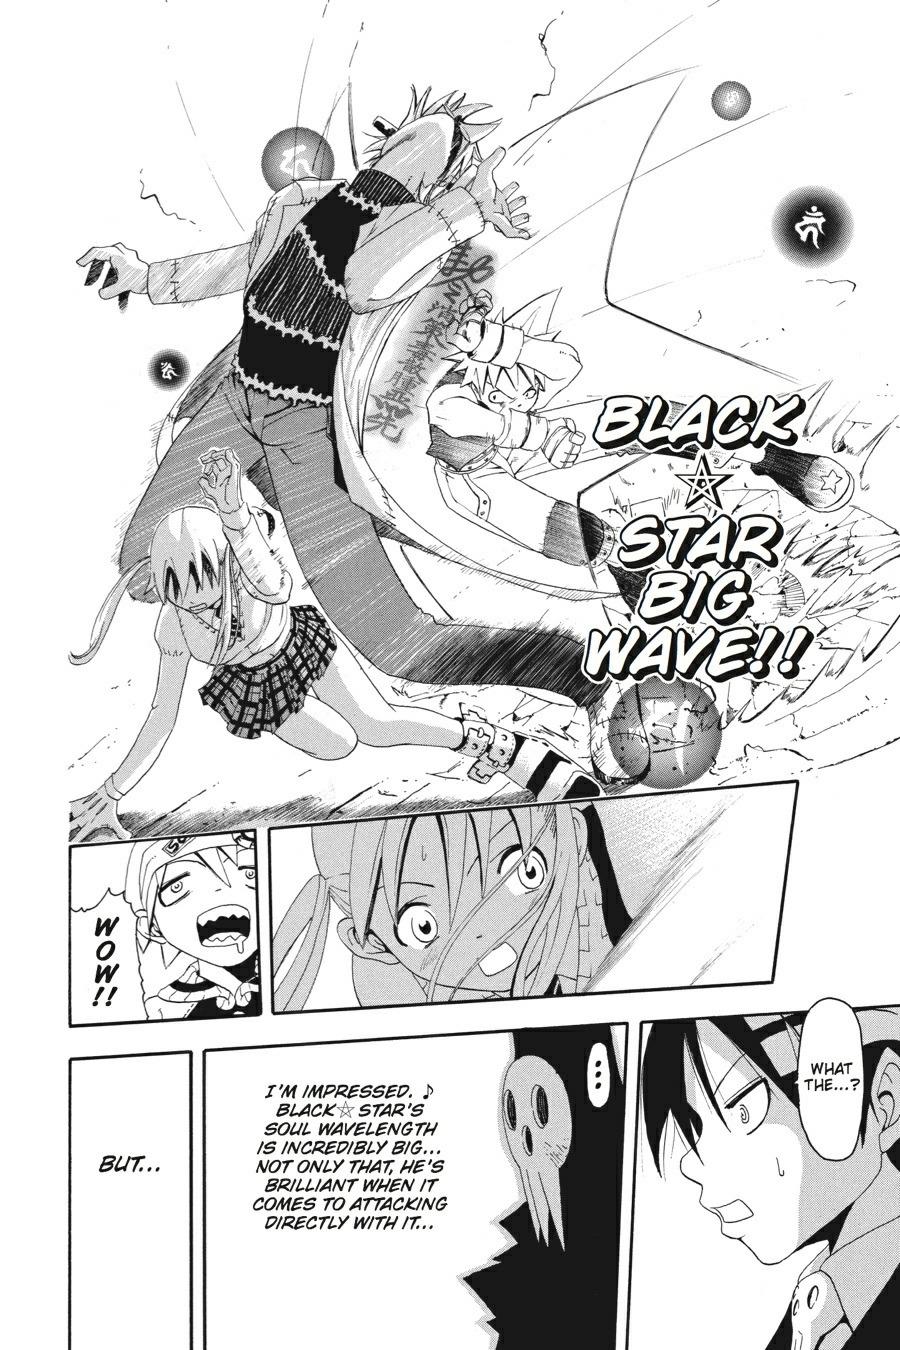 BLACK
☆
STAR
BIG
WAVE!!
WOW!!
WHAT
THE...?
...
I'M IMPRESSED. ♪
BLACK☆STAR'S
SOUL WAVELENGTH
IS INCREDIBLY BIG...
NOT ONLY THAT, HE'S
BRILLIANT WHEN IT
COMES TO ATTACKING
DIRECTLY WITH IT...
BUT...